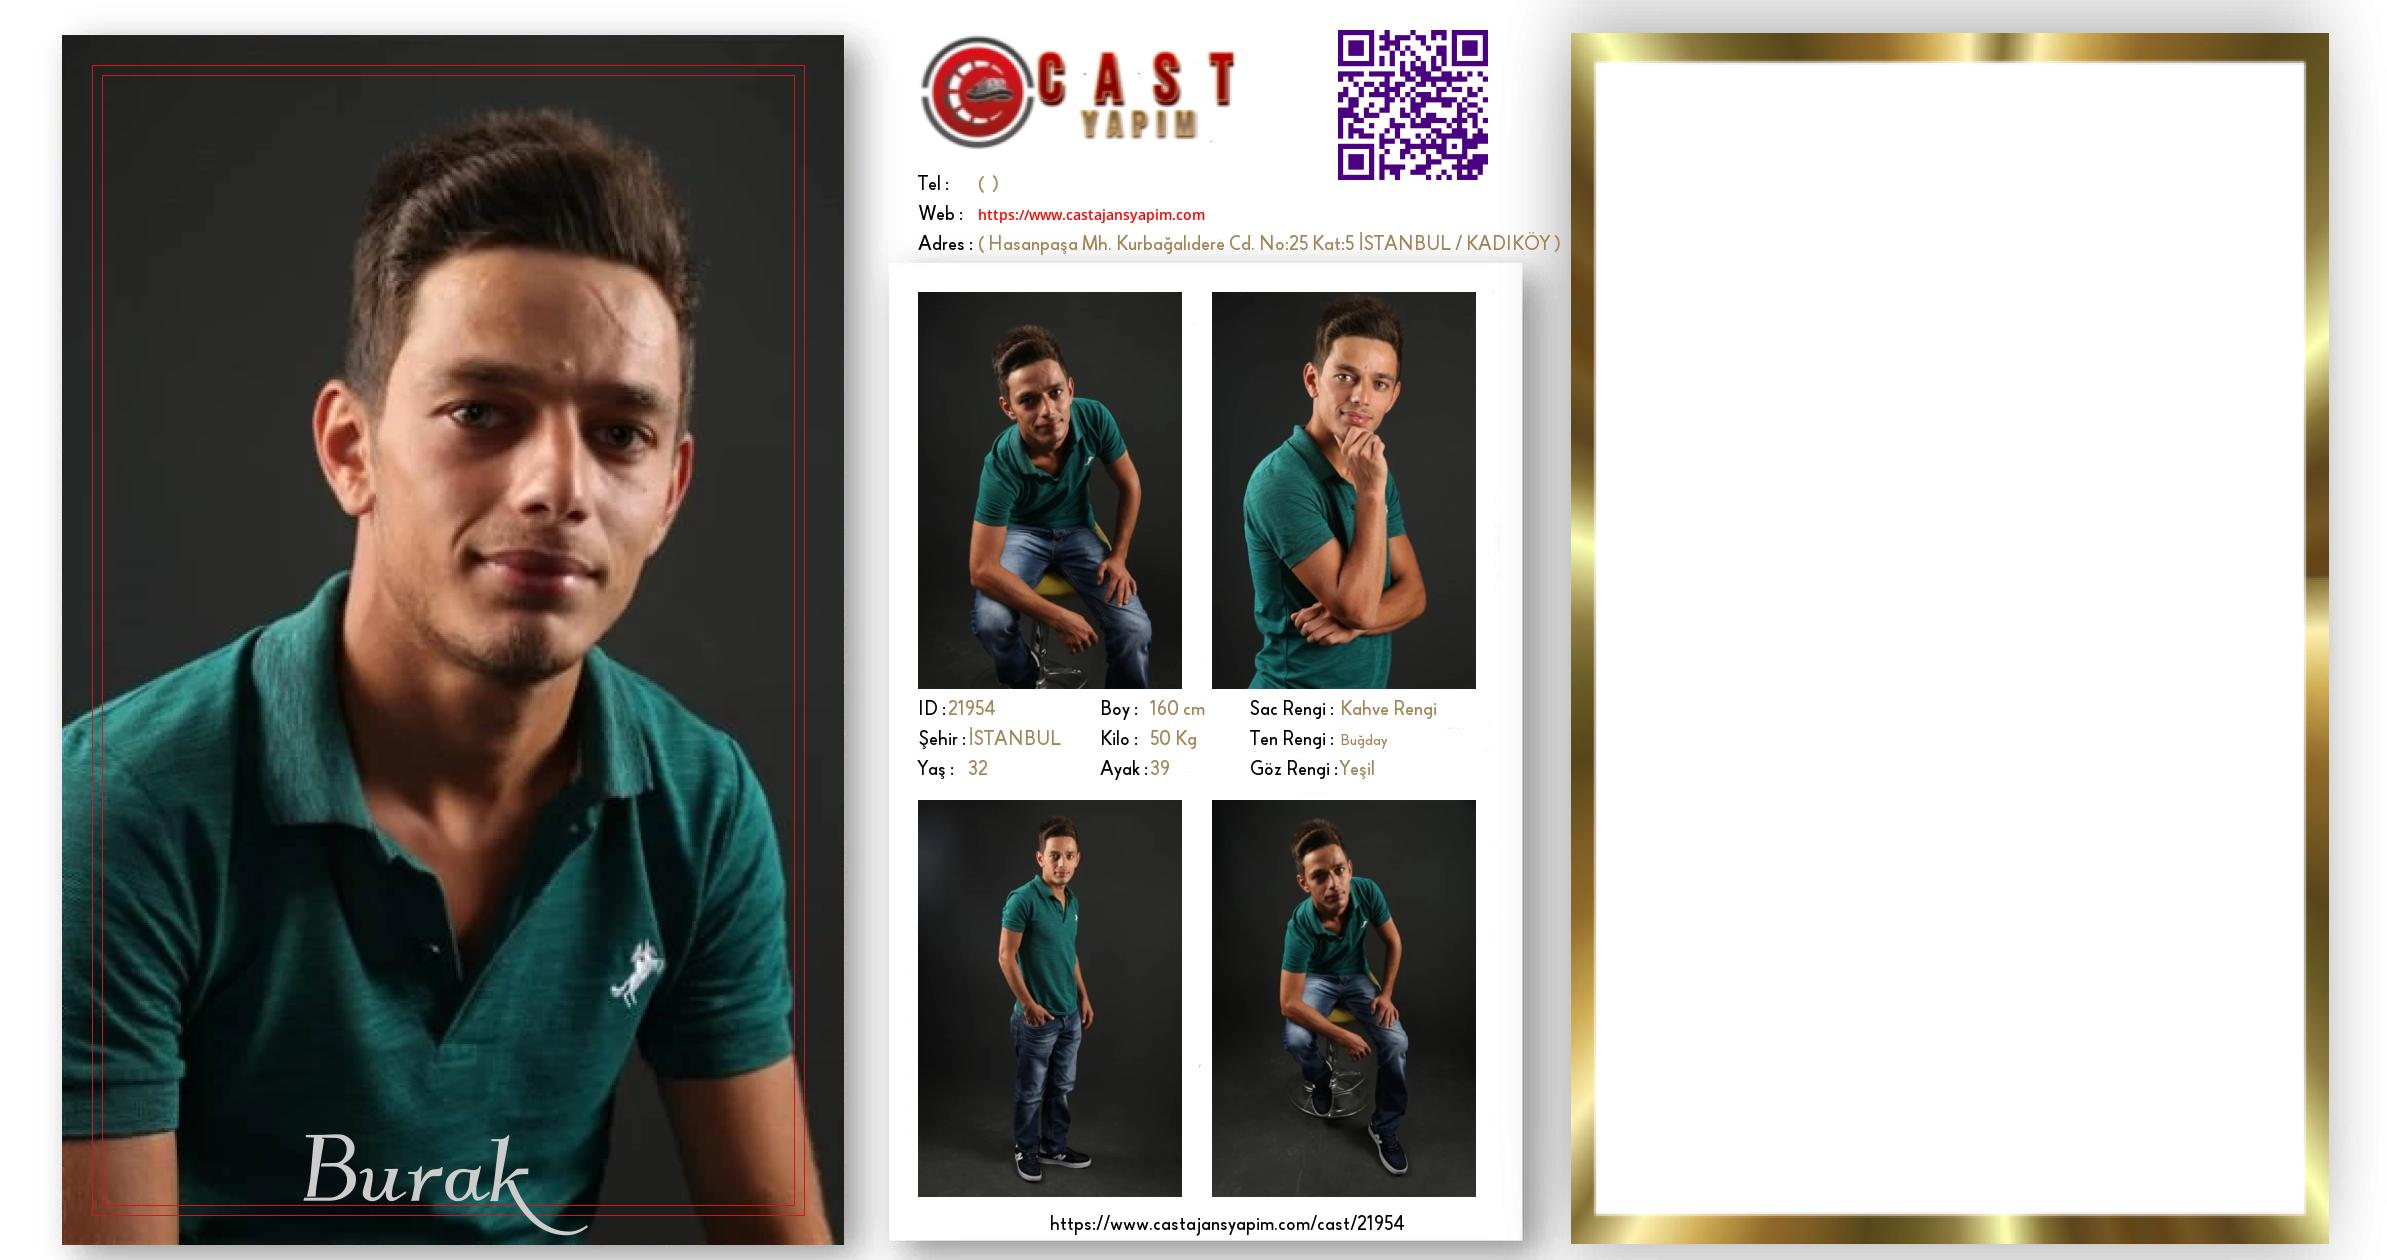 Burak
CAST
YAPIM
Tel : ( )
Web : https://www.castajansyapim.com
Adres : ( Hasanpaşa Mh. Kurbağalıdere Cd. No:25 Kat:5 İSTANBUL / KADIKÖY )
ID : 21954 Boy : 160 cm Sac Rengi : Kahve Rengi
Şehir : İSTANBUL Kilo : 50 Kg Ten Rengi : Buğday
Yaş : 32 Ayak : 39 Göz Rengi : Yeşil
https://www.castajansyapim.com/cast/21954